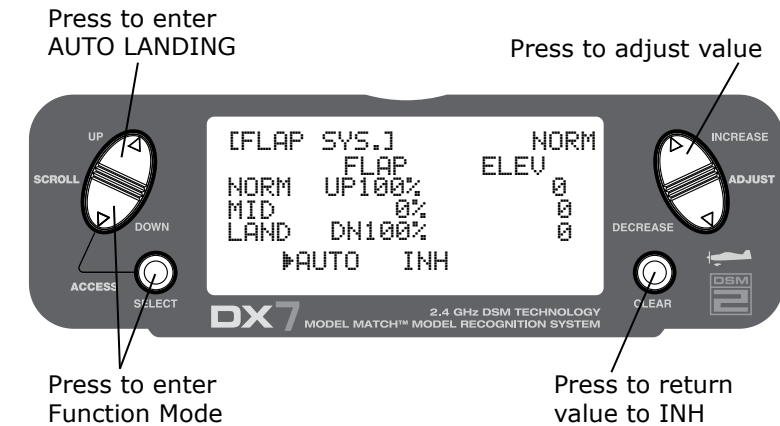 Press to enter
AUTO LANDING
Press to adjust value
UP
SCROLL
DOWN
ACCESS
SELECT
[FLAP SYS.] NORM
FLAP ELEV
NORM UP100% 0
MID 0% 0
LAND DN100% 0
AUTO INH
INCREASE
ADJUST
DECREASE
CLEAR
DSM
2
DX7
2.4 GHz DSM TECHNOLOGY
MODEL MATCH™ MODEL RECOGNITION SYSTEM
Press to enter
Function Mode
Press to return
value to INH